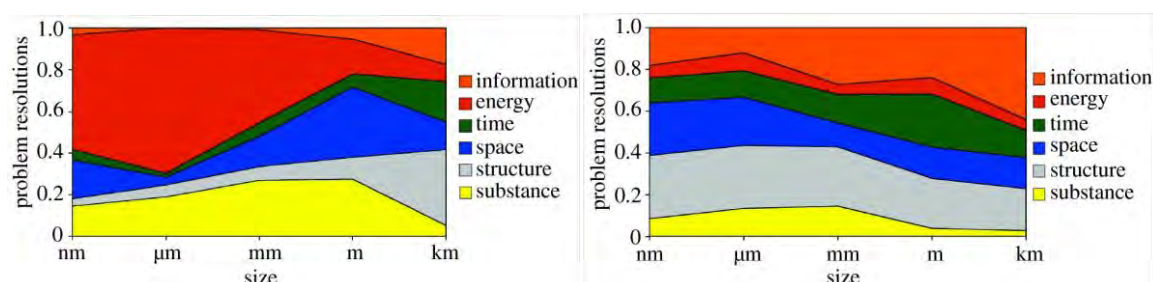 problem resolutions
1.0
0.8
0.6
0.4
0.2
0
nm
μm
mm
m
km
size
information
energy
time
space
structure
substance
problem resolutions
1.0
0.8
0.6
0.4
0.2
0
nm
μm
mm
m
km
size
information
energy
time
space
structure
substance